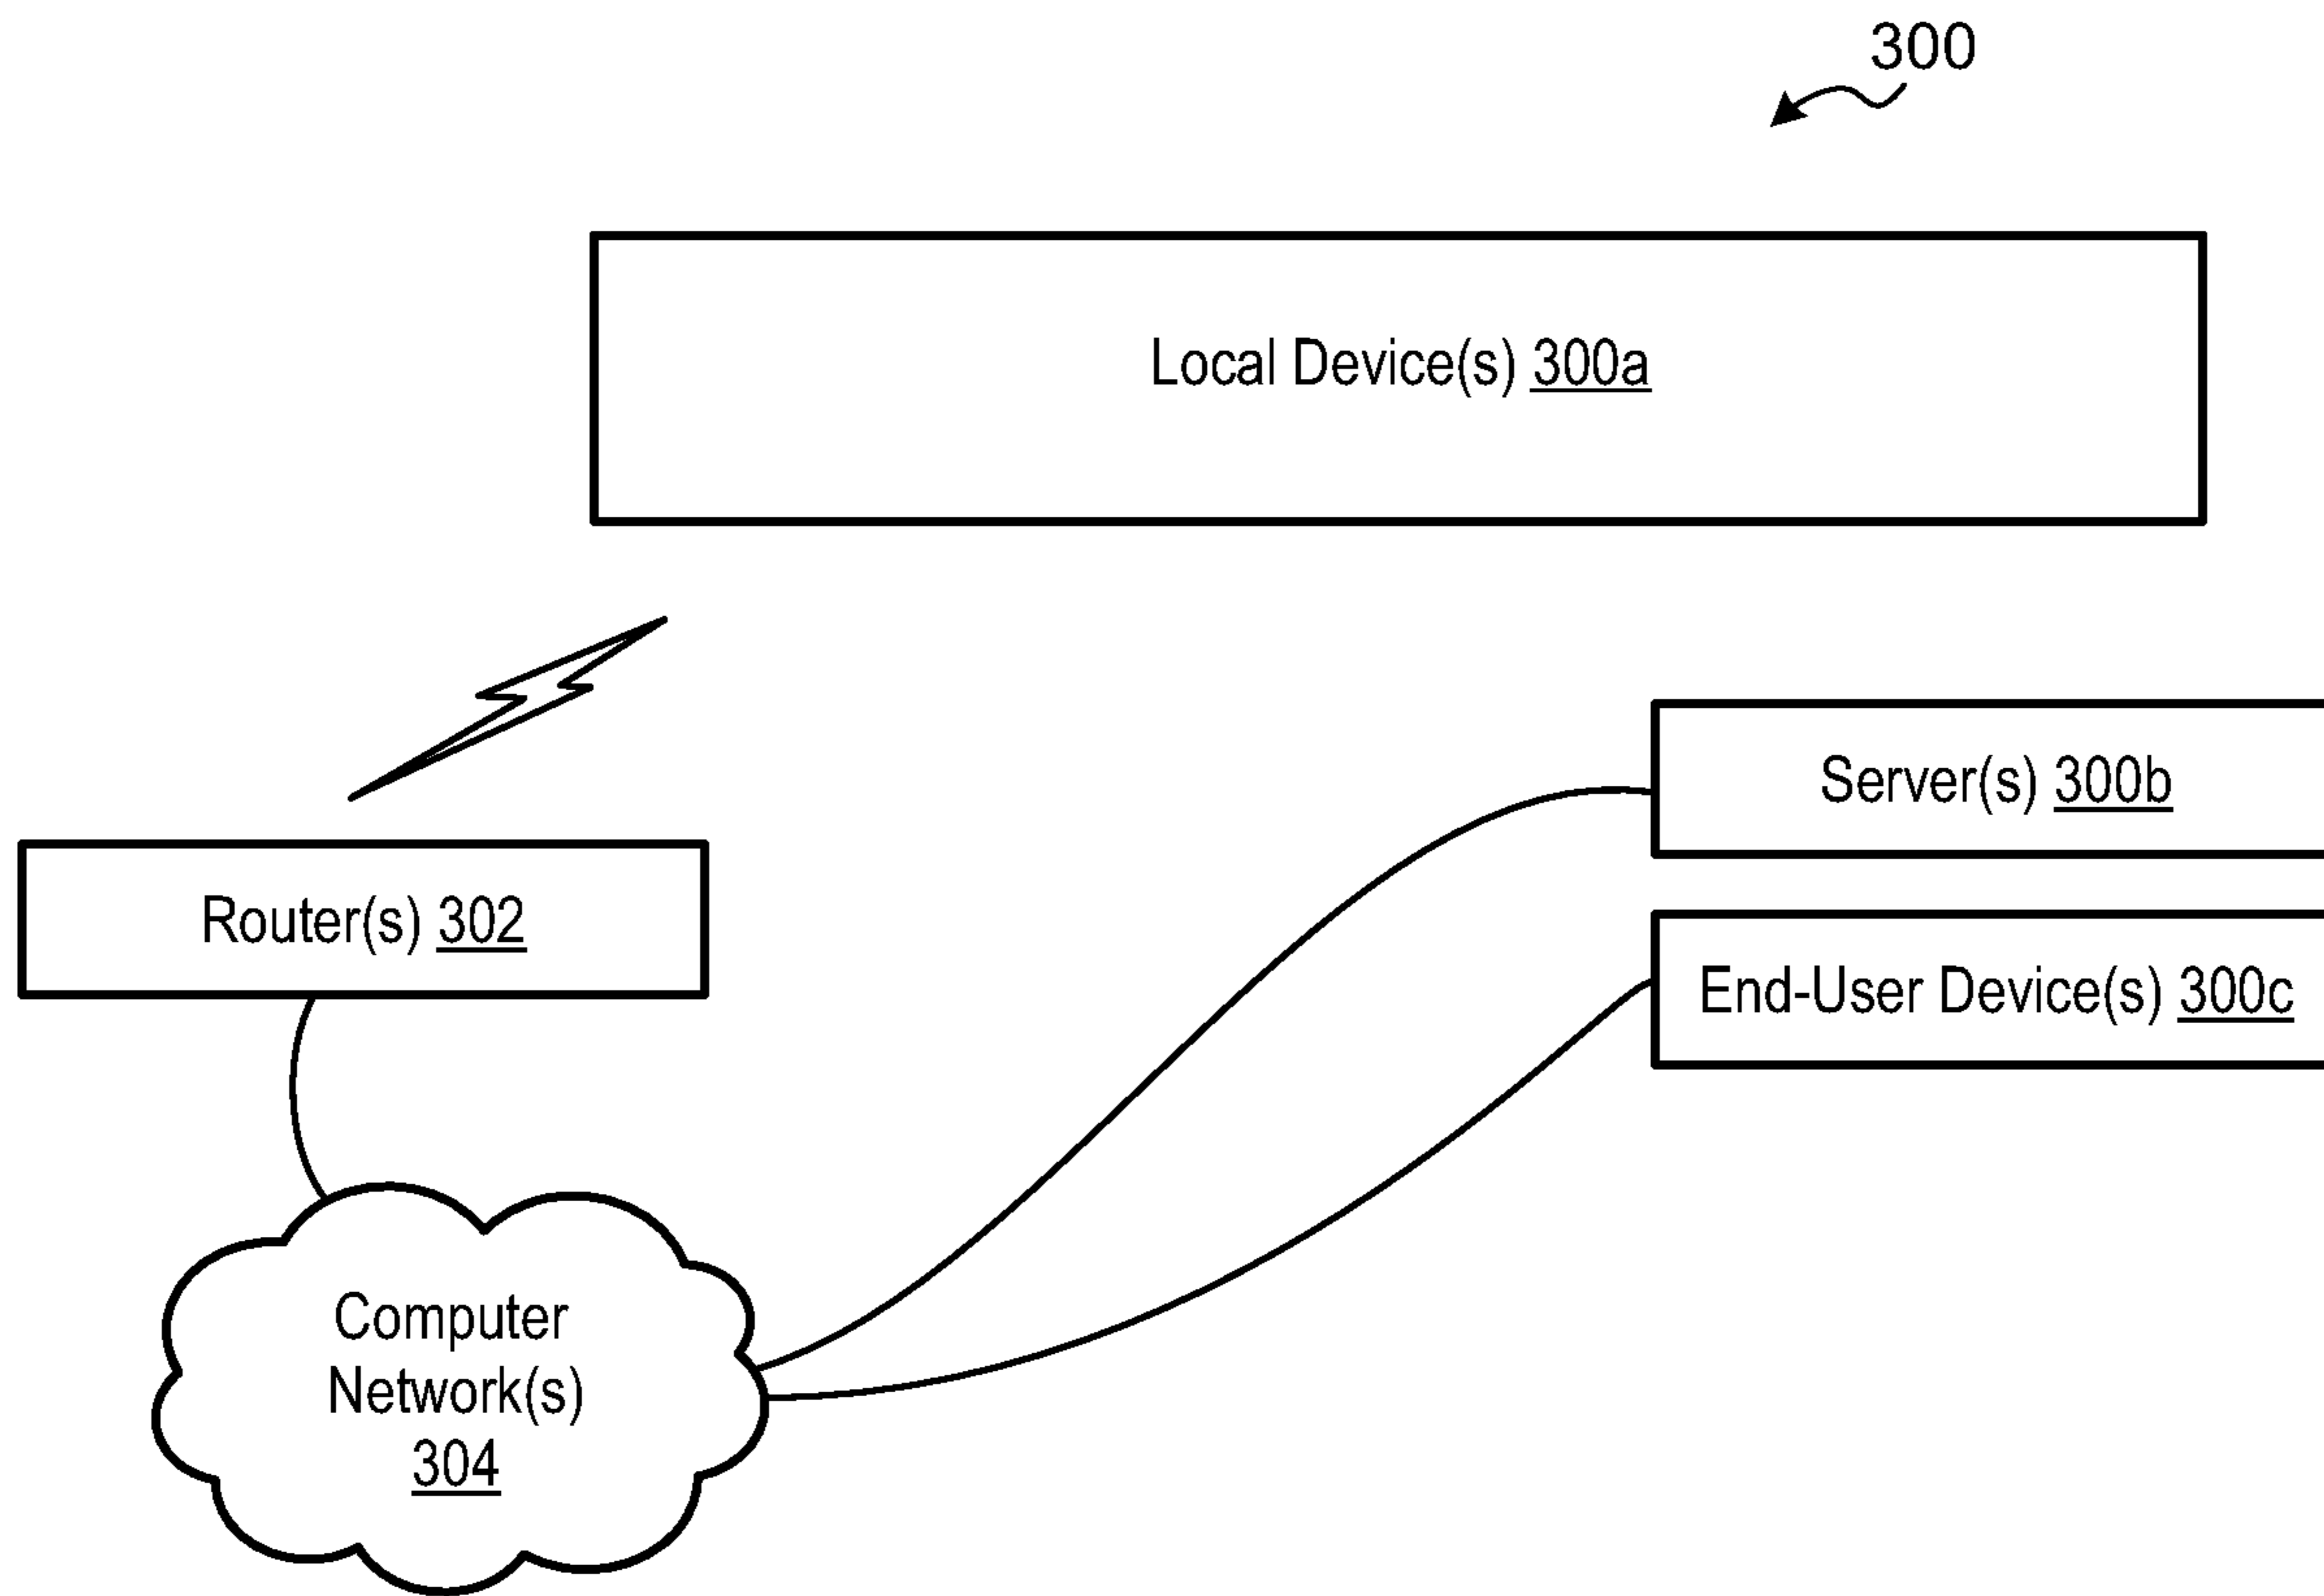 300
Local Device(s) 300a
Server(s) 300b
Router(s) 302
End-User Device(s) 300c
Computer
Network(s)
304